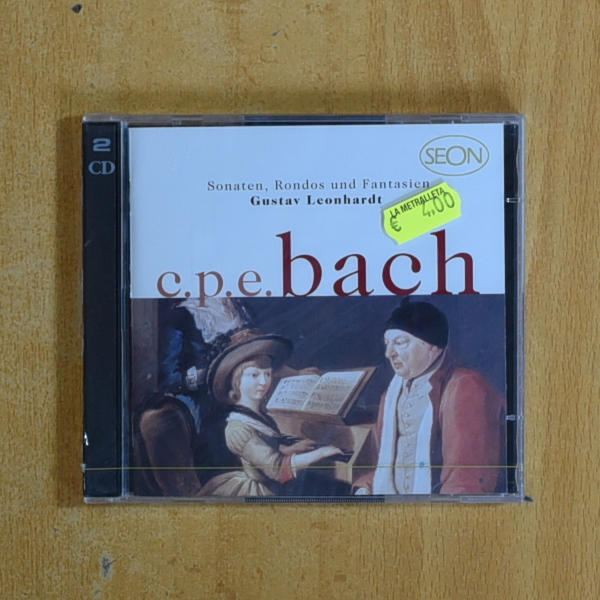 2
CD
SEON
Sonaten, Rondos und Fantasien
Gustav Leonhardt
LA METRALLETA
€ 4,00
c.p.e. bach